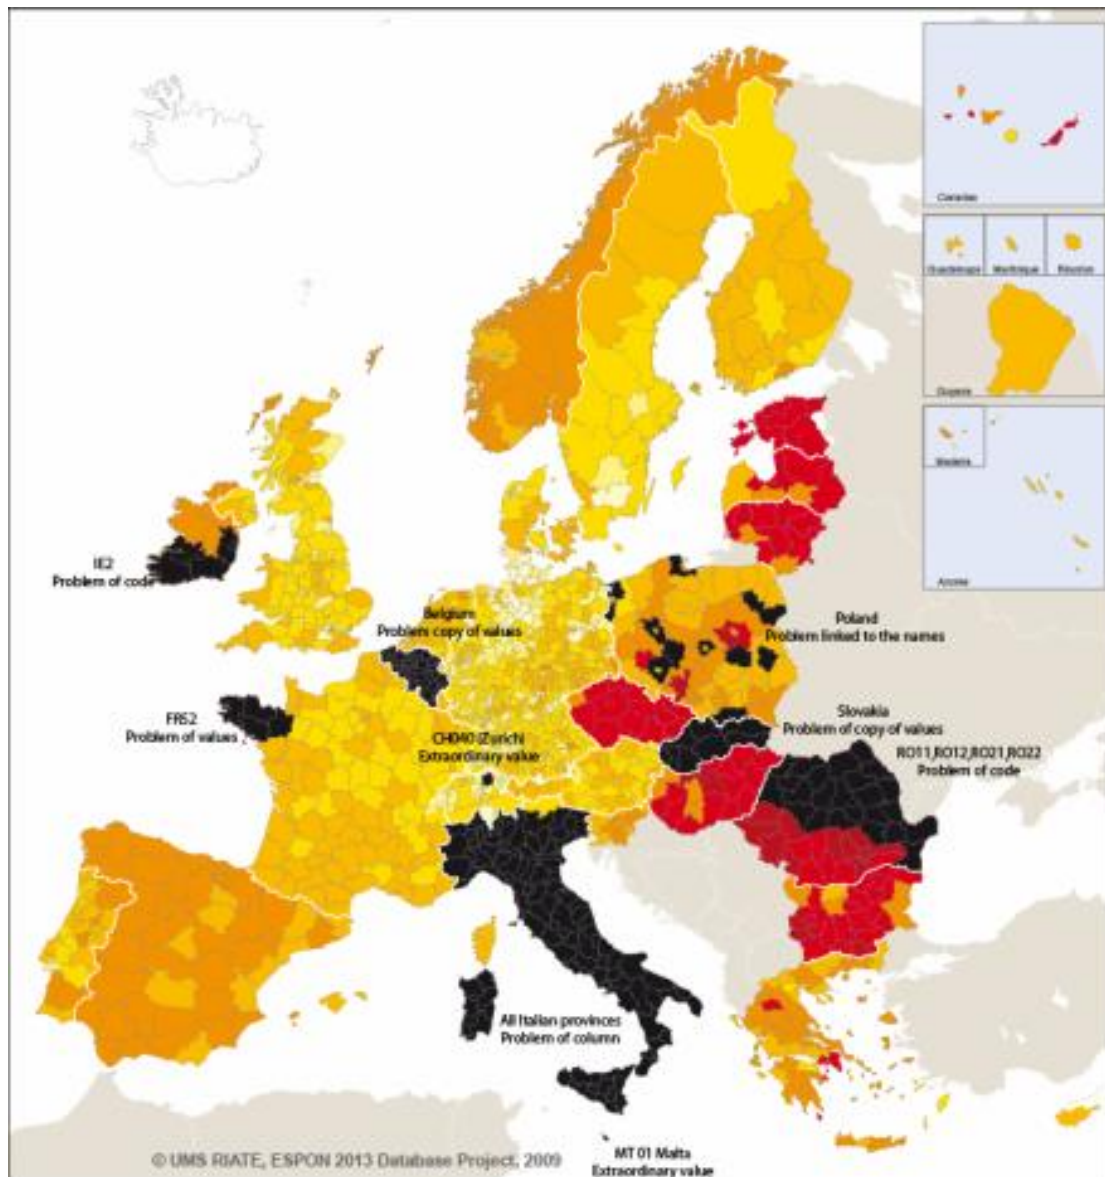 Canarias
Guadeloupe
Martinique
Réunion
Guyane
Madeira
Acores
IE2
Problem of code
Belgium
Problem copy of values
Poland
Problem linked to the names
FR52
Problem of values
CH040 (Zurich)
Extraordinary value
Slovakia
Problem of copy of values
RO11,RO12,RO21,RO22
Problem of code
All Italian provinces
Problem of column
MT 01 Malta
Extraordinary value
© UMS RIATE, ESPON 2013 Database Project, 2009